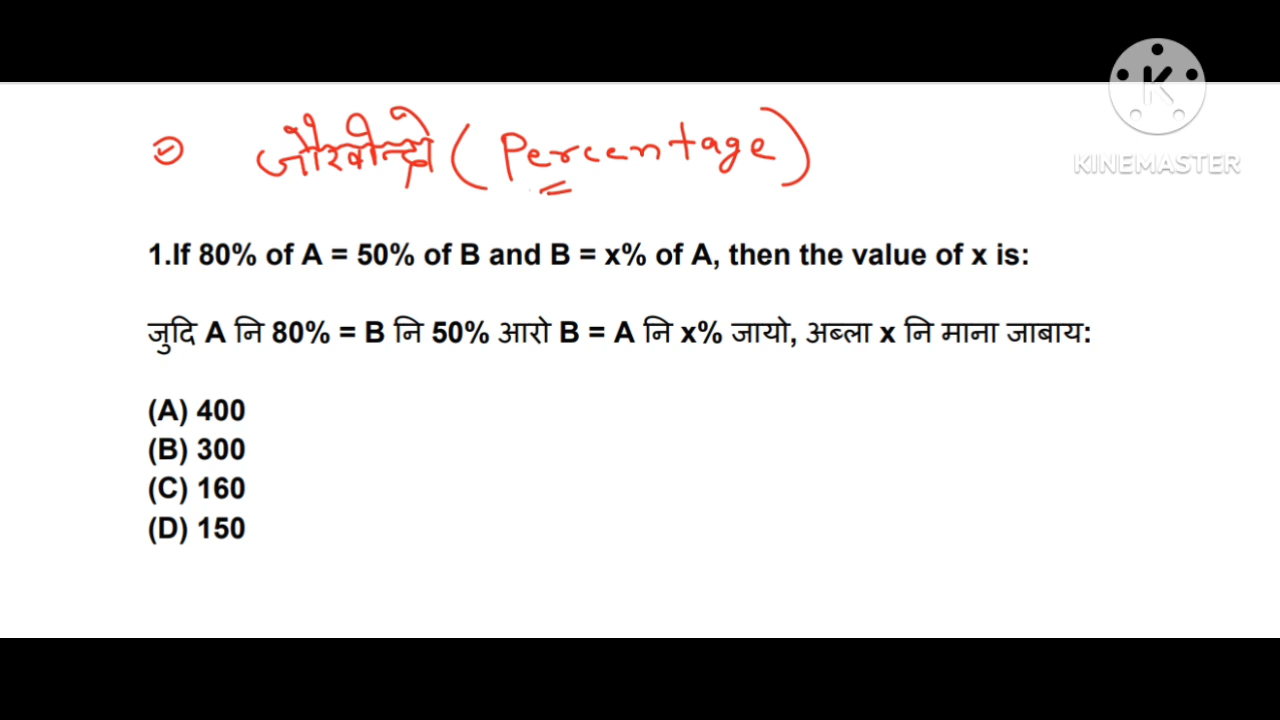 KINEMASTER
(Percentage)
1.If 80% of A = 50% of B and B = x% of A, then the value of x is:
जुदि A नि 80% = B नि 50% आरो B = A नि x% जायो, अब्ला x नि माना जाबाय:
(A) 400
(B) 300
(C) 160
(D) 150